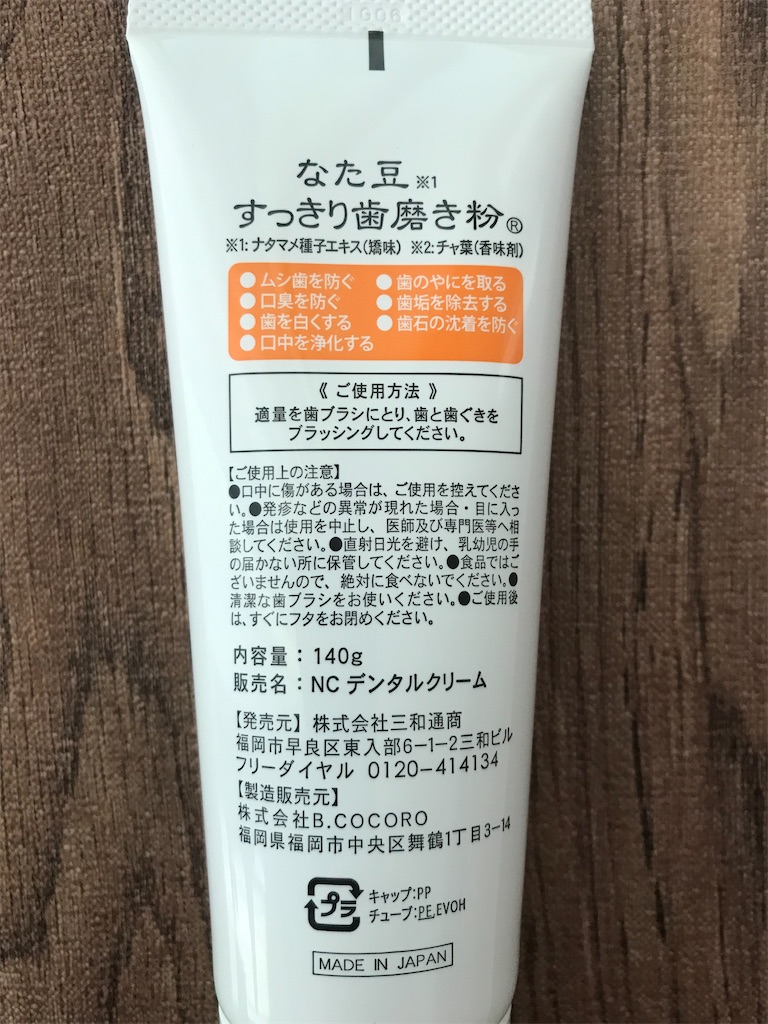 1G06
なた豆※1
すっきり歯磨き粉®
※1:ナタマメ種子エキス(矯味) ※2:チャ葉(香味剤)
●ムシ歯を防ぐ ●歯のやにを取る
●口臭を防ぐ ●歯垢を除去する
●歯を白くする ●歯石の沈着を防ぐ
●口中を浄化する
《 ご使用方法 》
適量を歯ブラシにとり、歯と歯ぐきを
ブラッシングしてください。
【ご使用上の注意】
●口中に傷がある場合は、ご使用を控えてくださ
い。●発疹などの異常が現れた場合・目に入っ
た場合は使用を中止し、医師及び専門医等へ相
談してください。●直射日光を避け、乳幼児の手
の届かない所に保管してください。●食品ではご
ざいませんので、絶対に食べないでください。●
清潔な歯ブラシをお使いください。●ご使用後
は、すぐにフタをお閉めください。
内容量:140g
販売名:NCデンタルクリーム
【発売元】株式会社三和通商
福岡市早良区東入部6-1-2三和ビル
フリーダイヤル 0120-414134
【製造販売元】
株式会社B.COCORO
福岡県福岡市中央区舞鶴1丁目3-14
プラ キャップ:PP
チューブ:PE,EVOH
MADE IN JAPAN